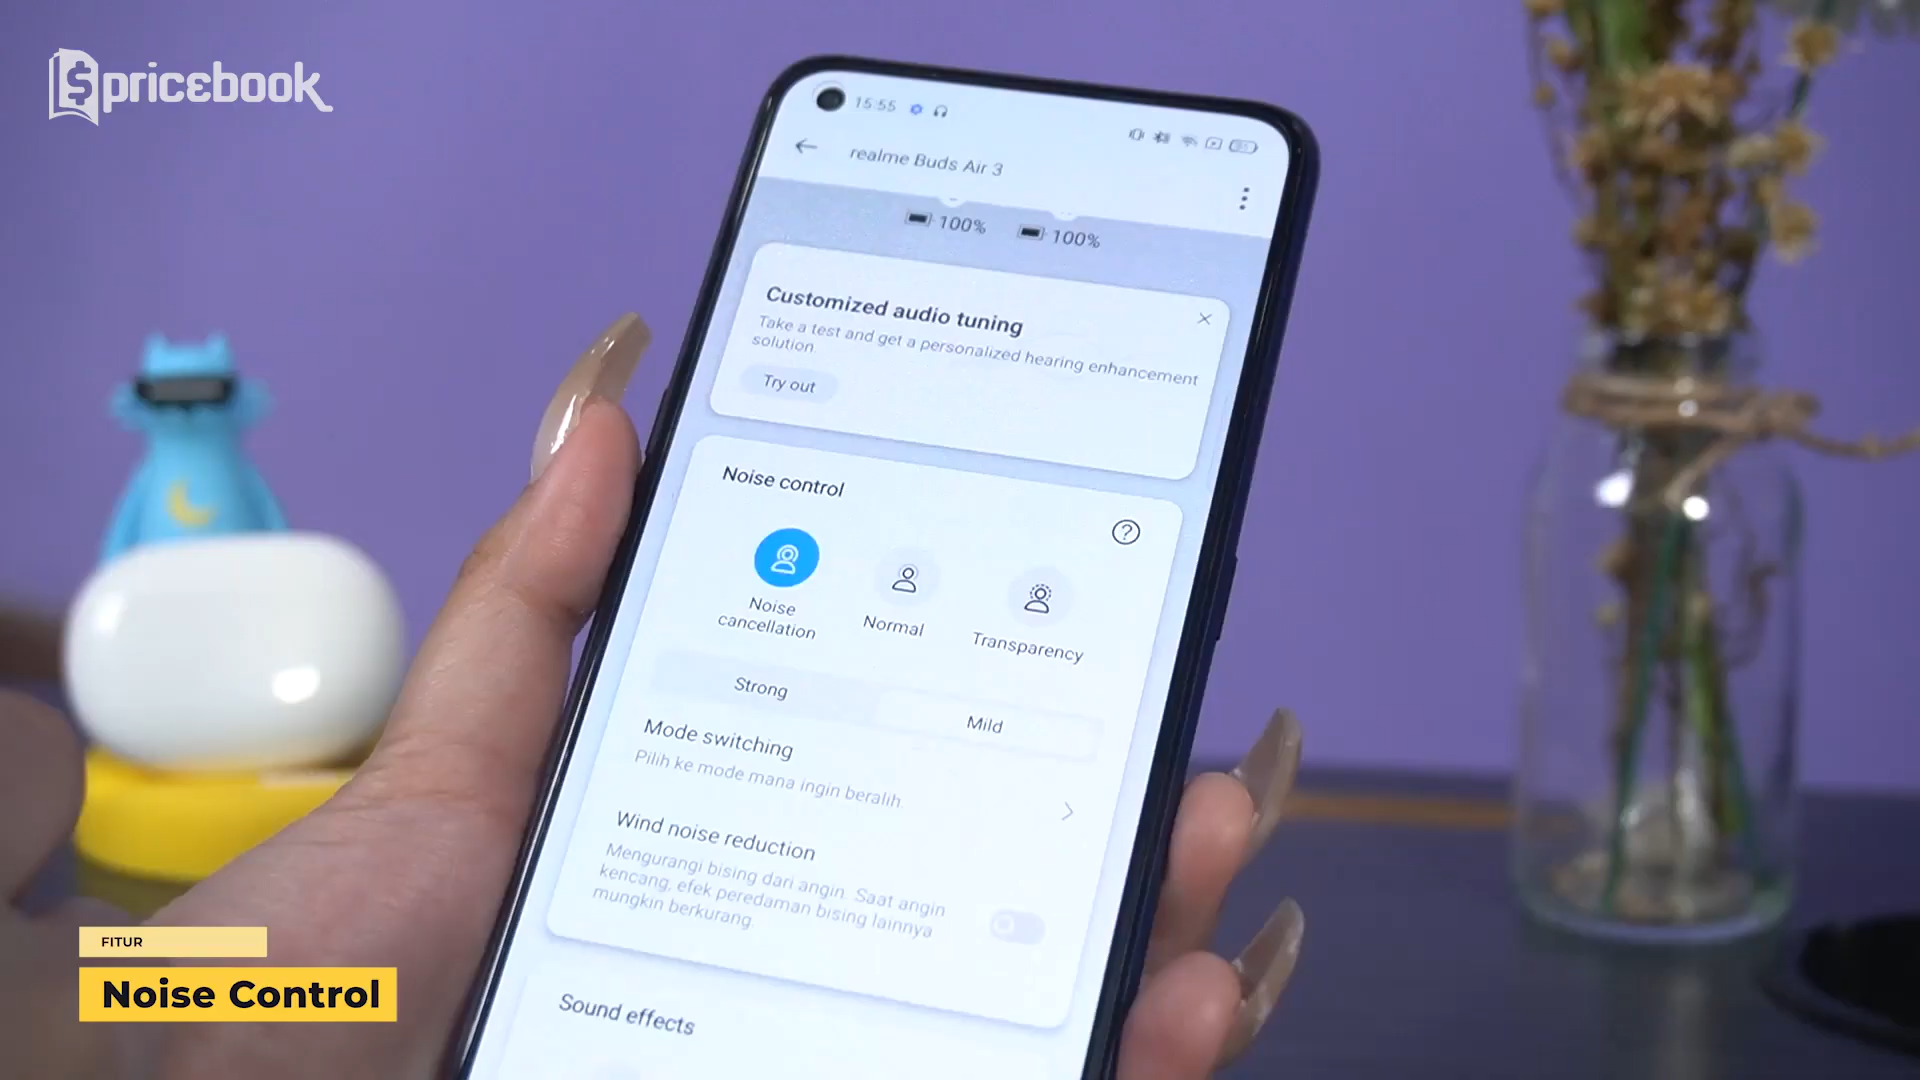 pricebook
15:55
realme Buds Air 3
100% 100%
Customized audio tuning
Take a test and get a personalized hearing enhancement
solution.
Try out
Noise control
Noise
cancellation
Normal
Transparency
Strong
Mild
Mode switching
Pilih ke mode mana ingin beralih
Wind noise reduction
Mengurangi bising dari angin. Saat angin
kencang, efek peredaman bising lainnya
mungkin berkurang.
Sound effects
FITUR
Noise Control